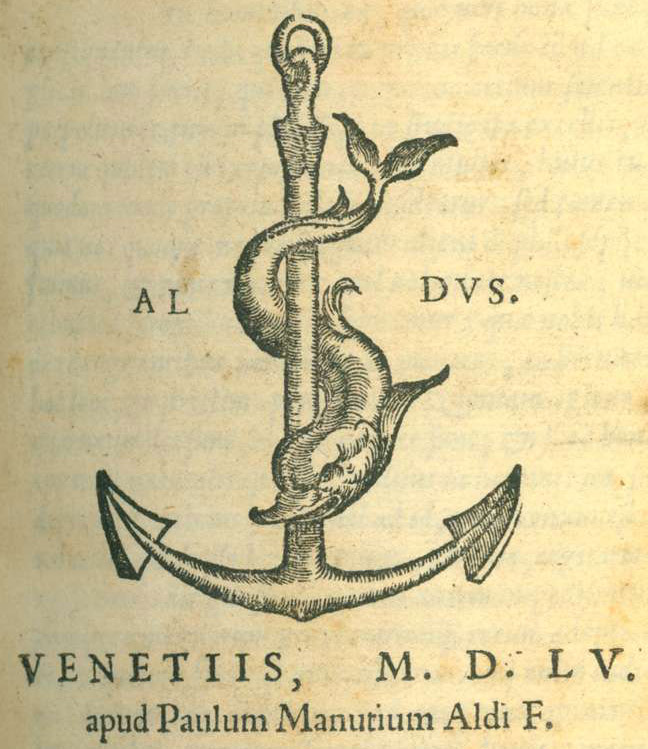 AL DVS.
VENETIIS, M. D. LV.
apud Paulum Manutium Aldi F.